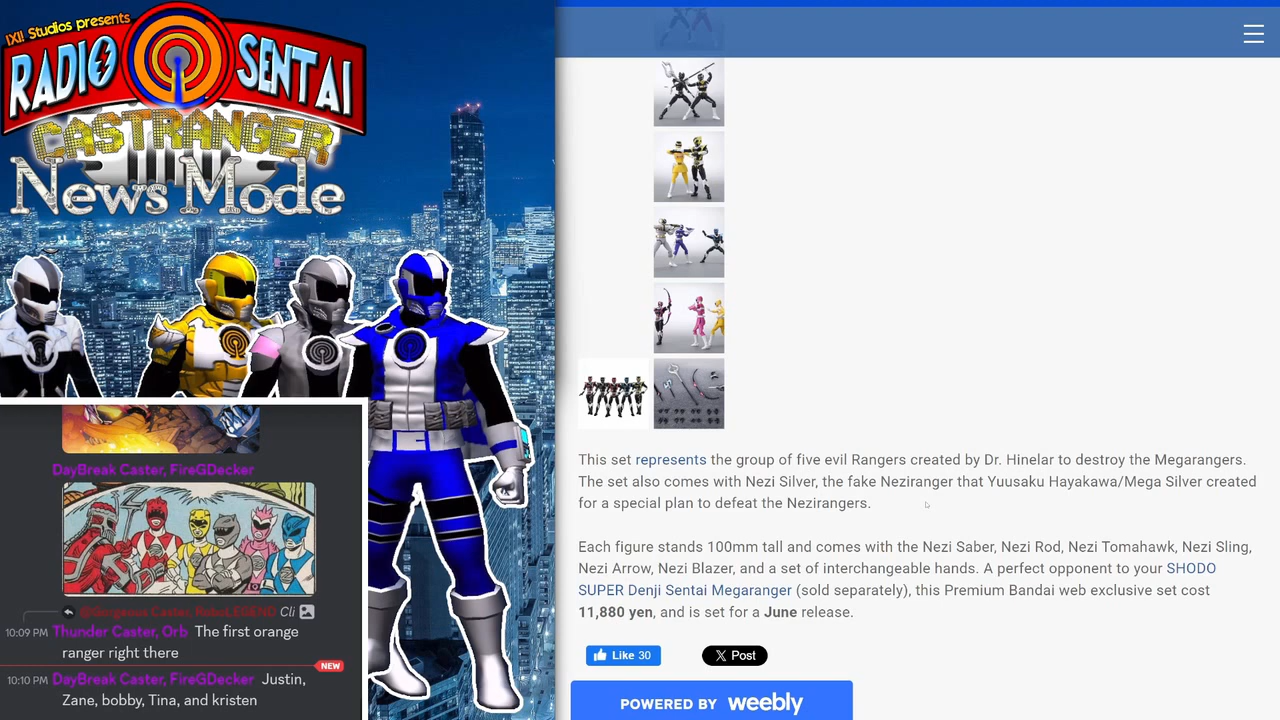 IXII Studios presents
RADIO SENTAI
CASTRANGER
News Mode
DayBreak Caster, FireGDecker
@Gorgeous Caster, RoboLEGEND Cli
10:09 PM Thunder Caster, Orb The first orange
ranger right there
NEW
10:10 PM DayBreak Caster, FireGDecker Justin,
Zane, bobby, Tina, and kristen
This set represents the group of five evil Rangers created by Dr. Hinelar to destroy the Megarangers.
The set also comes with Nezi Silver, the fake Neziranger that Yuusaku Hayakawa/Mega Silver created
for a special plan to defeat the Nezirangers.
Each figure stands 100mm tall and comes with the Nezi Saber, Nezi Rod, Nezi Tomahawk, Nezi Sling,
Nezi Arrow, Nezi Blazer, and a set of interchangeable hands. A perfect opponent to your SHODO
SUPER Denji Sentai Megaranger (sold separately), this Premium Bandai web exclusive set cost
11,880 yen, and is set for a June release.
Like 30
X Post
POWERED BY weebly